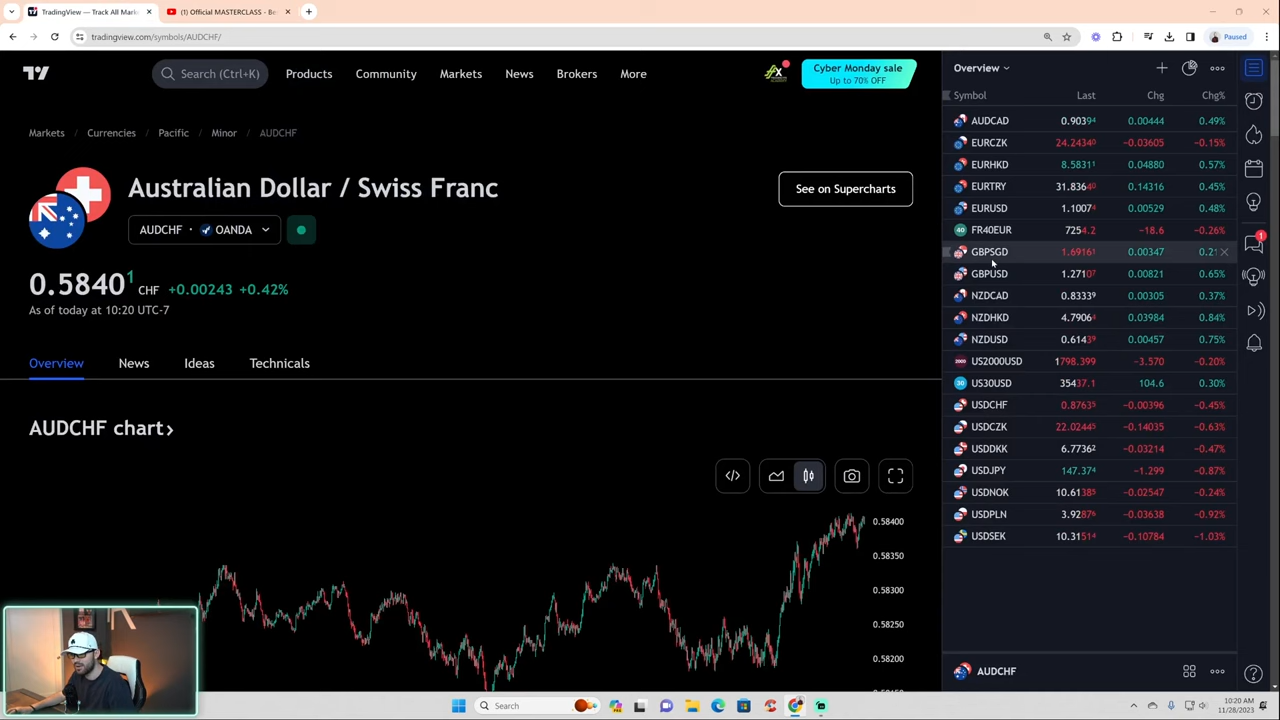 TradingView — Track All Mark
(1) Official MASTERCLASS - Be
tradingview.com/symbols/AUDCHF/
Paused
Search (Ctrl+K)
Products
Community
Markets
News
Brokers
More
Cyber Monday sale
Up to 70% OFF
Markets
Currencies
Pacific
Minor
AUDCHF
Australian Dollar / Swiss Franc
See on Supercharts
AUDCHF · OANDA
0.58401 CHF +0.00243 +0.42%
As of today at 10:20 UTC-7
Overview
News
Ideas
Technicals
AUDCHF chart
0.58400
0.58350
0.58300
0.58250
0.58200
Overview
Symbol Last Chg Chg%
AUDCAD 0.90394 0.00444 0.49%
EURCZK 24.24340 −0.03605 −0.15%
EURHKD 8.58311 0.04880 0.57%
EURTRY 31.83640 0.14316 0.45%
EURUSD 1.10074 0.00529 0.48%
40 FR40EUR 7254.2 −18.6 −0.26%
GBPSGD 1.69161 0.00347 0.21
GBPUSD 1.27107 0.00821 0.65%
NZDCAD 0.83339 0.00305 0.37%
NZDHKD 4.79063 0.03984 0.84%
NZDUSD 0.61439 0.00457 0.75%
2000 US2000USD 1798.399 −3.570 −0.20%
30 US30USD 35437.1 104.6 0.30%
USDCHF 0.87635 −0.00396 −0.45%
USDCZK 22.02445 −0.14035 −0.63%
USDDKK 6.77362 −0.03214 −0.47%
USDJPY 147.374 −1.299 −0.87%
USDNOK 10.61385 −0.02547 −0.24%
USDPLN 3.92876 −0.03638 −0.92%
USDSEK 10.31514 −0.10784 −1.03%
AUDCHF
1
Search
10:20 AM
11/28/2023